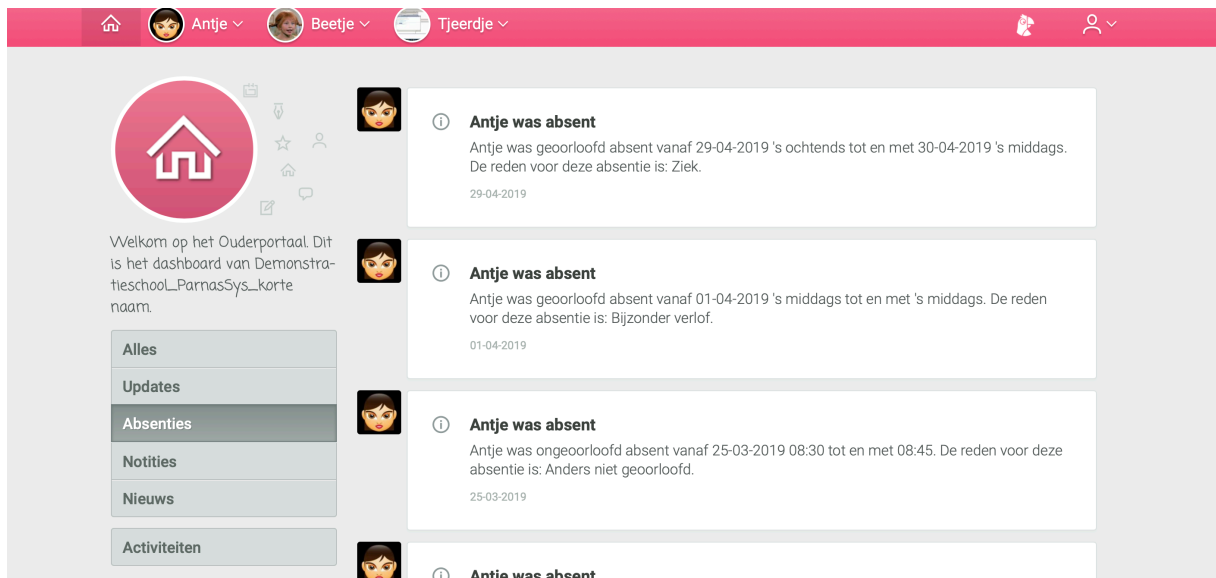 Antje
Beetje
Tjeerdje
Welkom op het Ouderportaal. Dit
is het dashboard van Demonstra-
tieschool_ParnasSys_korte
naam.
Alles
Updates
Absenties
Notities
Nieuws
Activiteiten
Antje was absent
Antje was geoorloofd absent vanaf 29-04-2019 's ochtends tot en met 30-04-2019 's middags.
De reden voor deze absentie is: Ziek.
29-04-2019
Antje was absent
Antje was geoorloofd absent vanaf 01-04-2019 's middags tot en met 's middags. De reden
voor deze absentie is: Bijzonder verlof.
01-04-2019
Antje was absent
Antje was ongeoorloofd absent vanaf 25-03-2019 08:30 tot en met 08:45. De reden voor deze
absentie is: Anders niet geoorloofd.
25-03-2019
Antje was absent